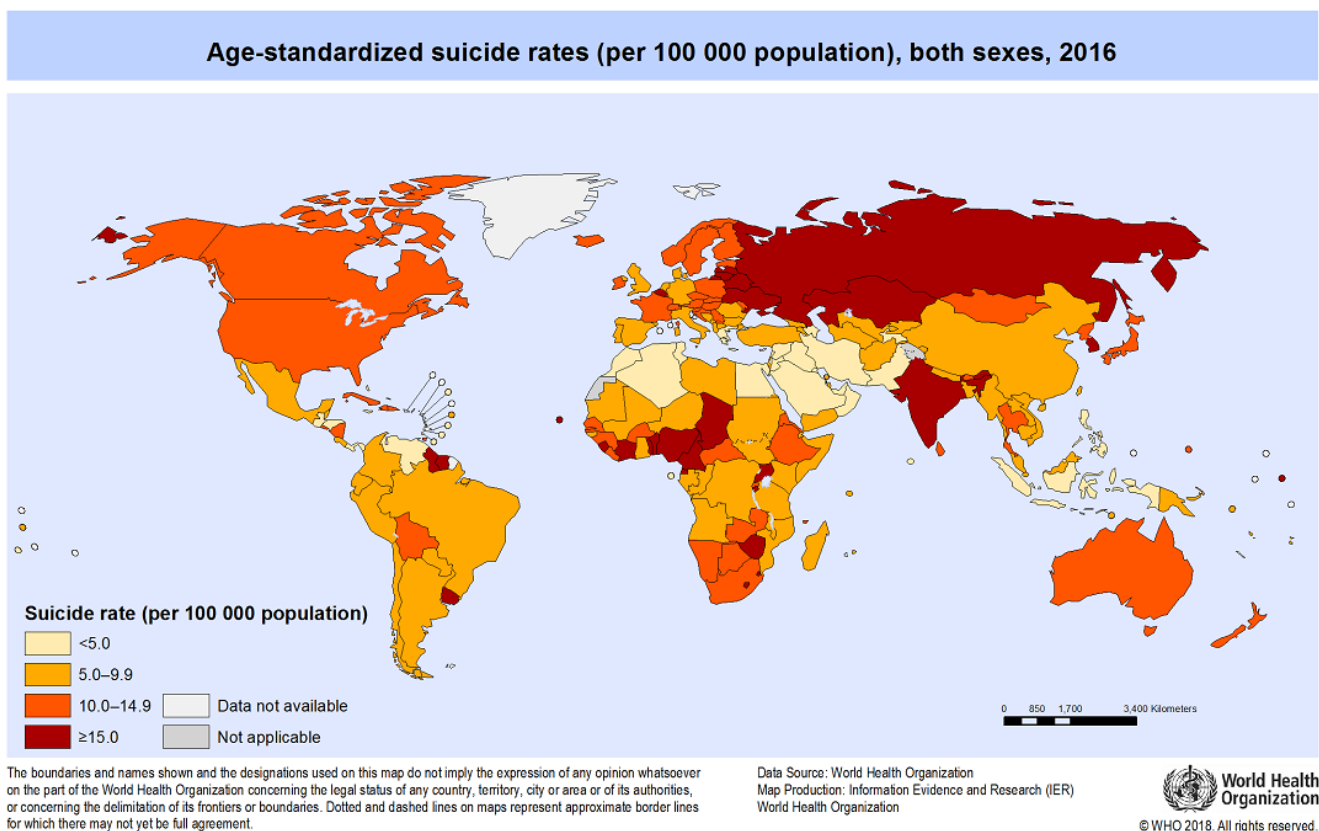 Age-standardized suicide rates (per 100 000 population), both sexes, 2016
Suicide rate (per 100 000 population)
<5.0
5.0–9.9
10.0–14.9
≥15.0
Data not available
Not applicable
0 850 1,700 3,400 Kilometers
The boundaries and names shown and the designations used on this map do not imply the expression of any opinion whatsoever
on the part of the World Health Organization concerning the legal status of any country, territory, city or area or of its authorities,
or concerning the delimitation of its frontiers or boundaries. Dotted and dashed lines on maps represent approximate border lines
for which there may not yet be full agreement.
Data Source: World Health Organization
Map Production: Information Evidence and Research (IER)
World Health Organization
World Health
Organization
© WHO 2018. All rights reserved.